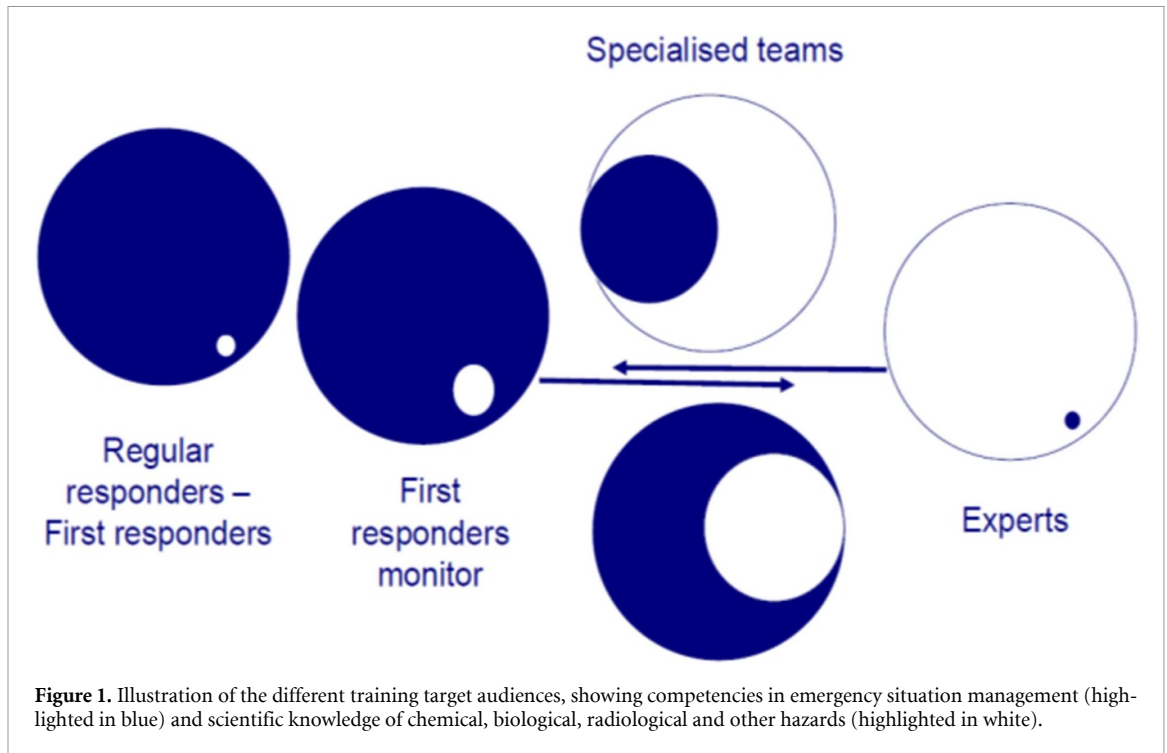 Specialised teams
Regular
responders –
First responders
First
responders
monitor
Experts
Figure 1. Illustration of the different training target audiences, showing competencies in emergency situation management (high-
lighted in blue) and scientific knowledge of chemical, biological, radiological and other hazards (highlighted in white).